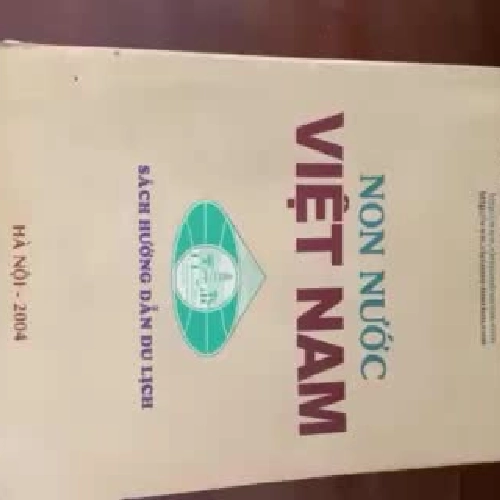 NON NƯỚC
VIỆT NAM
SÁCH HƯỚNG DẪN DU LỊCH
HÀ NỘI - 2004